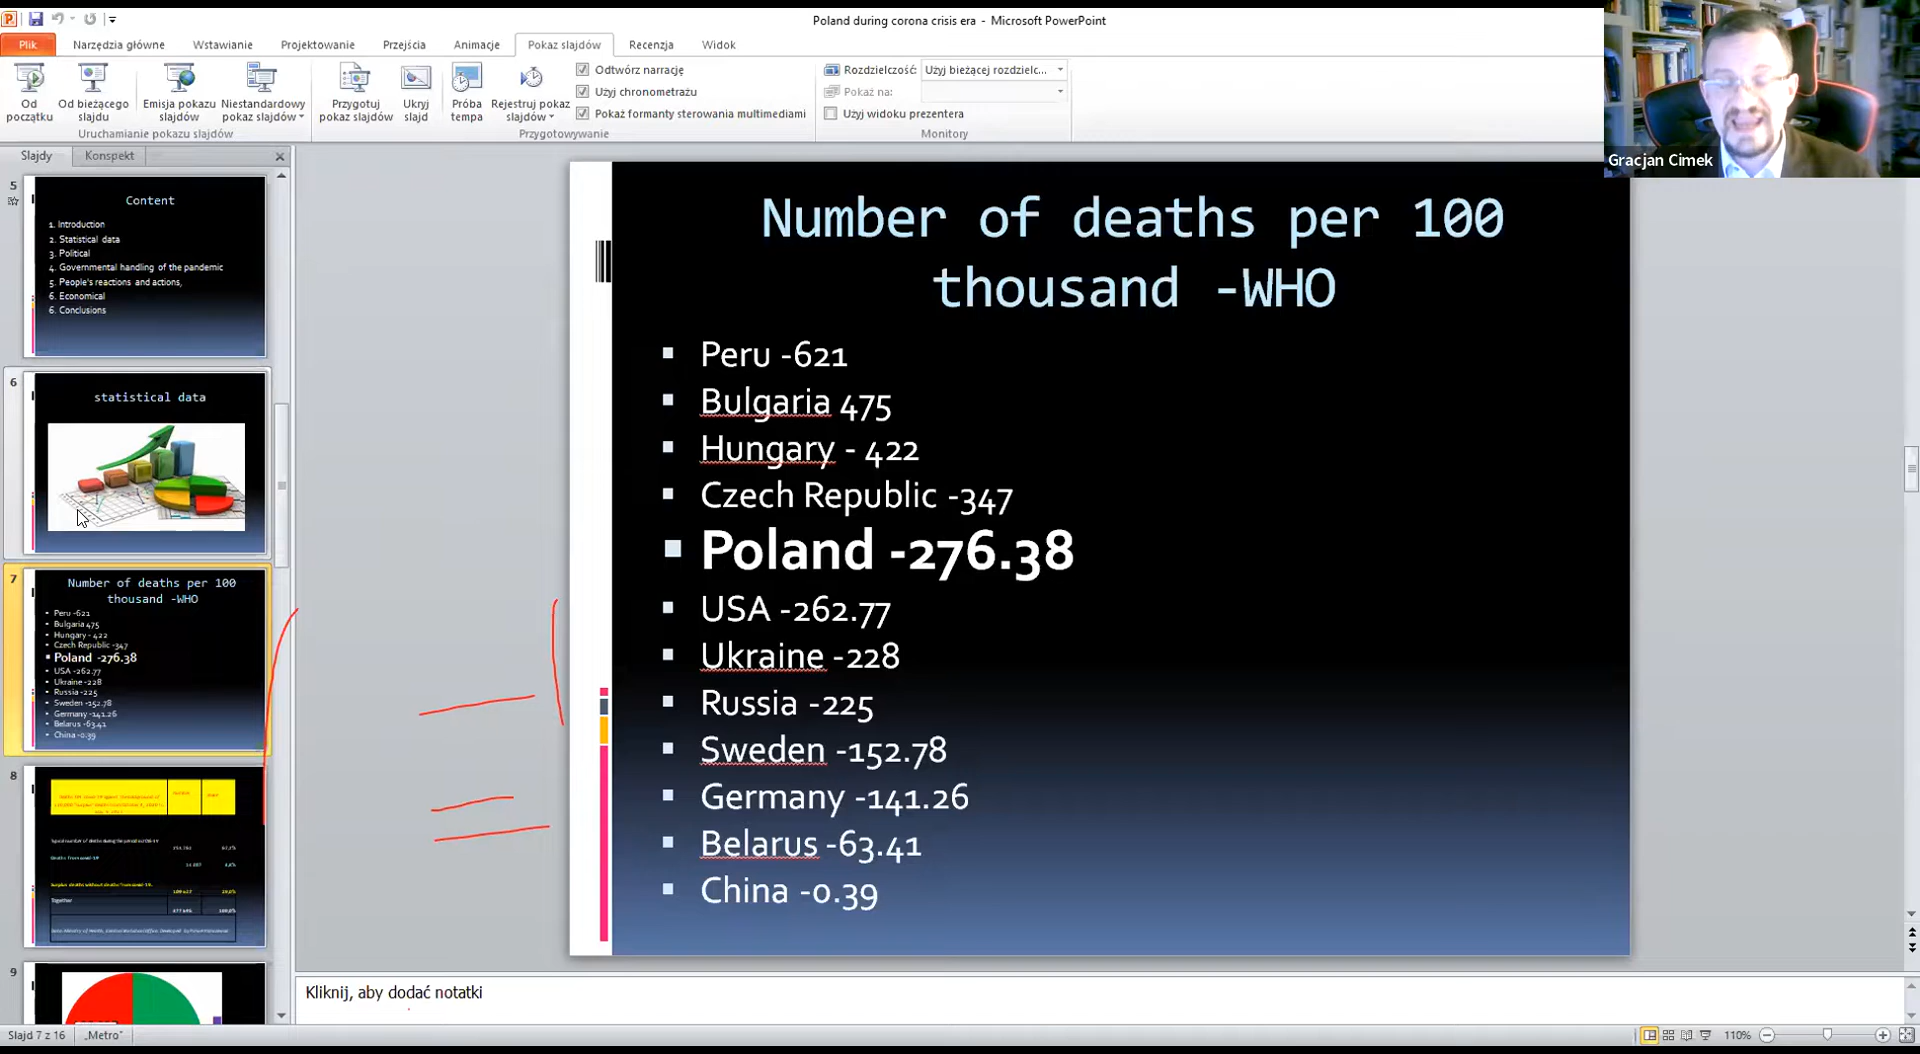 Poland during corona crisis era - Microsoft PowerPoint
Plik Narzędzia główne Wstawianie Projektowanie Przejścia Animacje Pokaz slajdów Recenzja Widok
Od początku
Od bieżącego slajdu
Emisja pokazu slajdów
Niestandardowy pokaz slajdów
Uruchamianie pokazu slajdów
Przygotuj pokaz slajdów
Ukryj slajd
Próba tempa
Rejestruj pokaz slajdów
Odtwórz narrację
Użyj chronometrażu
Pokaż formanty sterowania multimediami
Przygotowywanie
Rozdzielczość: Użyj bieżącej rozdzielc...
Pokaż na:
Użyj widoku prezentera
Monitory
Gracjan Cimek
Slajdy Konspekt
5
Content
1. Introduction
2. Statistical data
3. Political
4. Governmental handling of the pandemic
5. People's reactions and actions,
6. Economical
6. Conclusions
6
statistical data
7
Number of deaths per 100
thousand -WHO
Peru -621
Bulgaria 475
Hungary - 422
Czech Republic -347
Poland -276.38
USA -262.77
Ukraine -228
Russia -225
Sweden -152.78
Germany -141.26
Belarus -63.41
China -0.39
8
Together
9
Number of deaths per 100
thousand -WHO
Peru -621
Bulgaria 475
Hungary - 422
Czech Republic -347
Poland -276.38
USA -262.77
Ukraine -228
Russia -225
Sweden -152.78
Germany -141.26
Belarus -63.41
China -0.39
Kliknij, aby dodać notatki
Slajd 7 z 16 „Metro" 110%